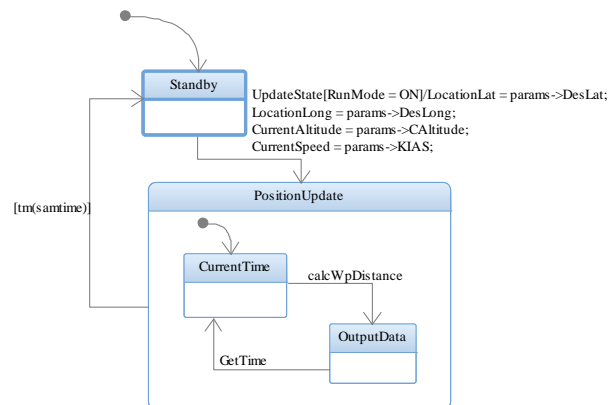 Standby
UpdateState[RunMode = ON]/LocationLat = params->DesLat;
LocationLong = params->DesLong;
CurrentAltitude = params->CAltitude;
CurrentSpeed = params->KIAS;
PositionUpdate
[tm(samtime)]
CurrentTime
calcWpDistance
OutputData
GetTime